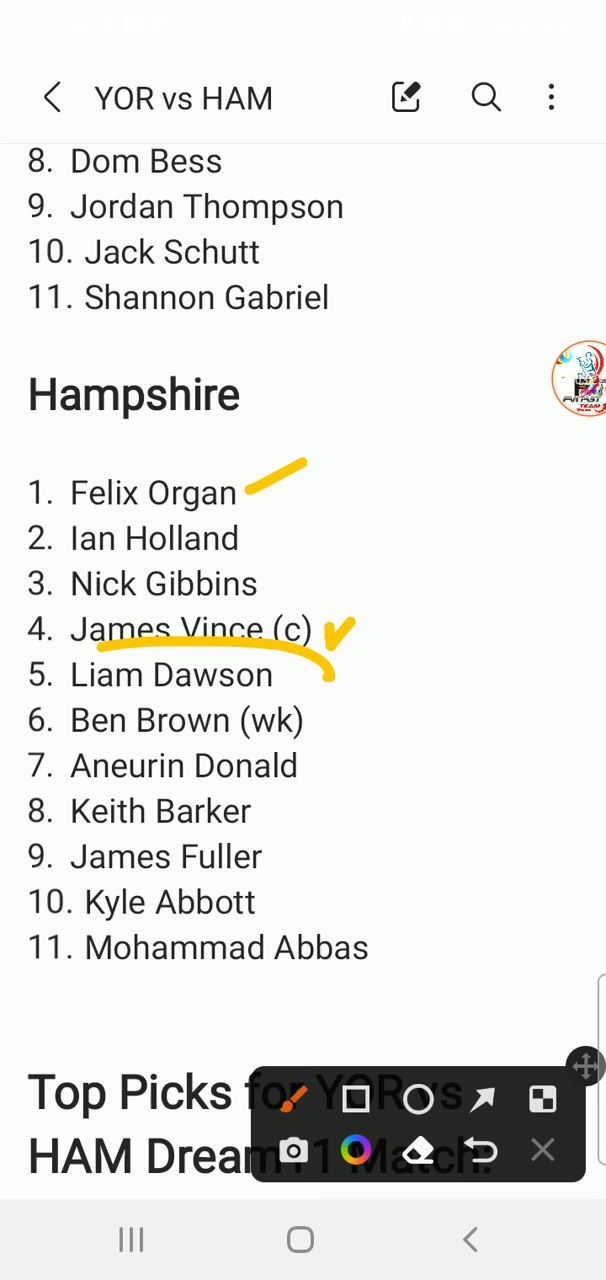 YOR vs HAM
8. Dom Bess
9. Jordan Thompson
10. Jack Schutt
11. Shannon Gabriel
Hampshire
1. Felix Organ
2. Ian Holland
3. Nick Gibbins
4. James Vince (c)
5. Liam Dawson
6. Ben Brown (wk)
7. Aneurin Donald
8. Keith Barker
9. James Fuller
10. Kyle Abbott
11. Mohammad Abbas
Top Picks for YOR vs
HAM Dream11 Match: